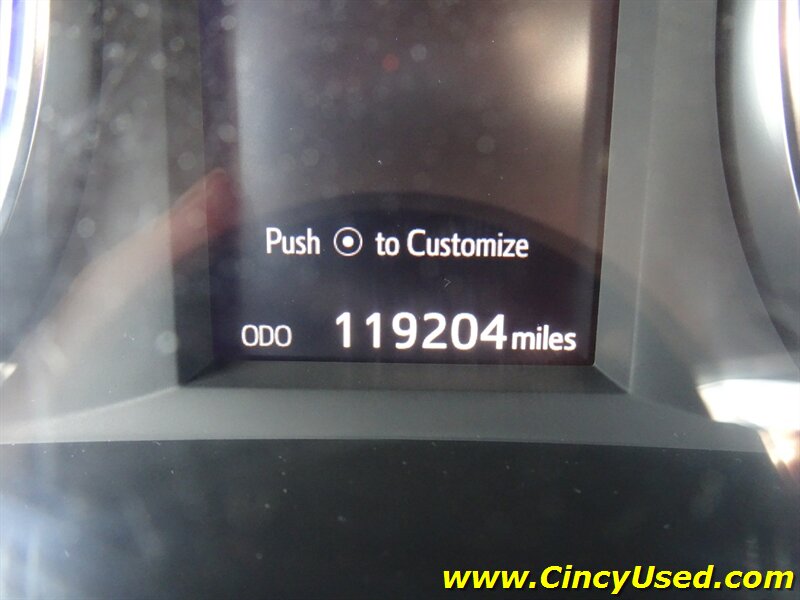 Push ⊙ to Customize
ODO 119204 miles
www.CincyUsed.com